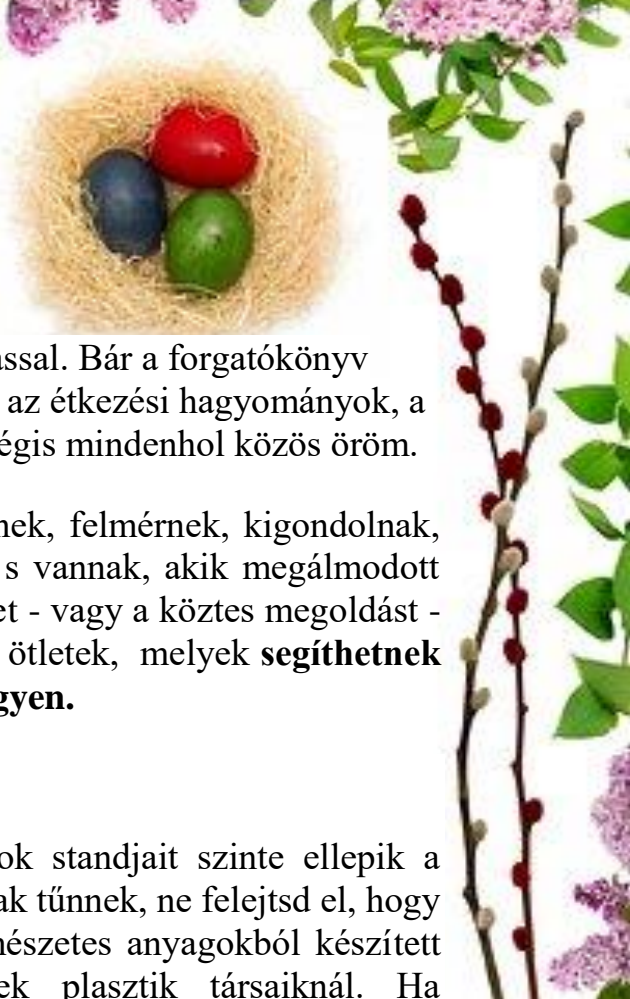 ással. Bár a forgatókönyv
az étkezési hagyományok, a
égis mindenhol közös öröm.
nek, felmérnek, kigondolnak,
s vannak, akik megálmodott
et - vagy a köztes megoldást -
ötletek, melyek segíthetnek
gyen.
ok standjait szinte ellepik a
ak tűnnek, ne felejtsd el, hogy
nészetes anyagokból készített
ek plasztik társaiknál. Ha